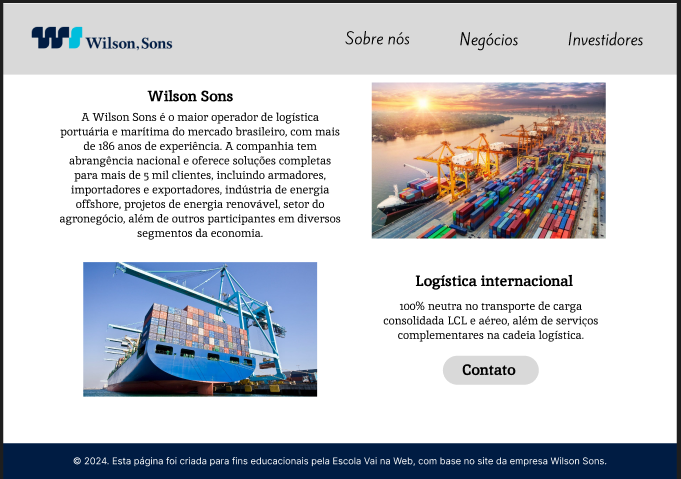 Wilson, Sons
Sobre nós
Negócios
Investidores
Wilson Sons
A Wilson Sons é o maior operador de logística
portuária e marítima do mercado brasileiro, com mais
de 186 anos de experiência. A companhia tem
abrangência nacional e oferece soluções completas
para mais de 5 mil clientes, incluindo armadores,
importadores e exportadores, indústria de energia
offshore, projetos de energia renovável, setor do
agronegócio, além de outros participantes em diversos
segmentos da economia.
Logística internacional
100% neutra no transporte de carga
consolidada LCL e aéreo, além de serviços
complementares na cadeia logística.
Contato
© 2024. Esta página foi criada para fins educacionais pela Escola Vai na Web, com base no site da empresa Wilson Sons.